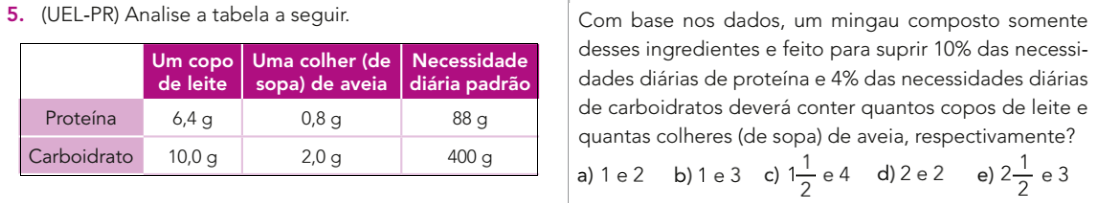 5. (UEL-PR) Analise a tabela a seguir.
Um copo de leite | Uma colher (de sopa) de aveia | Necessidade diária padrão
Proteína | 6,4 g | 0,8 g | 88 g
Carboidrato | 10,0 g | 2,0 g | 400 g
Com base nos dados, um mingau composto somente
desses ingredientes e feito para suprir 10% das necessi-
dades diárias de proteína e 4% das necessidades diárias
de carboidratos deverá conter quantos copos de leite e
quantas colheres (de sopa) de aveia, respectivamente?
a) 1 e 2 b) 1 e 3 c) 1 1/2 e 4 d) 2 e 2 e) 2 1/2 e 3